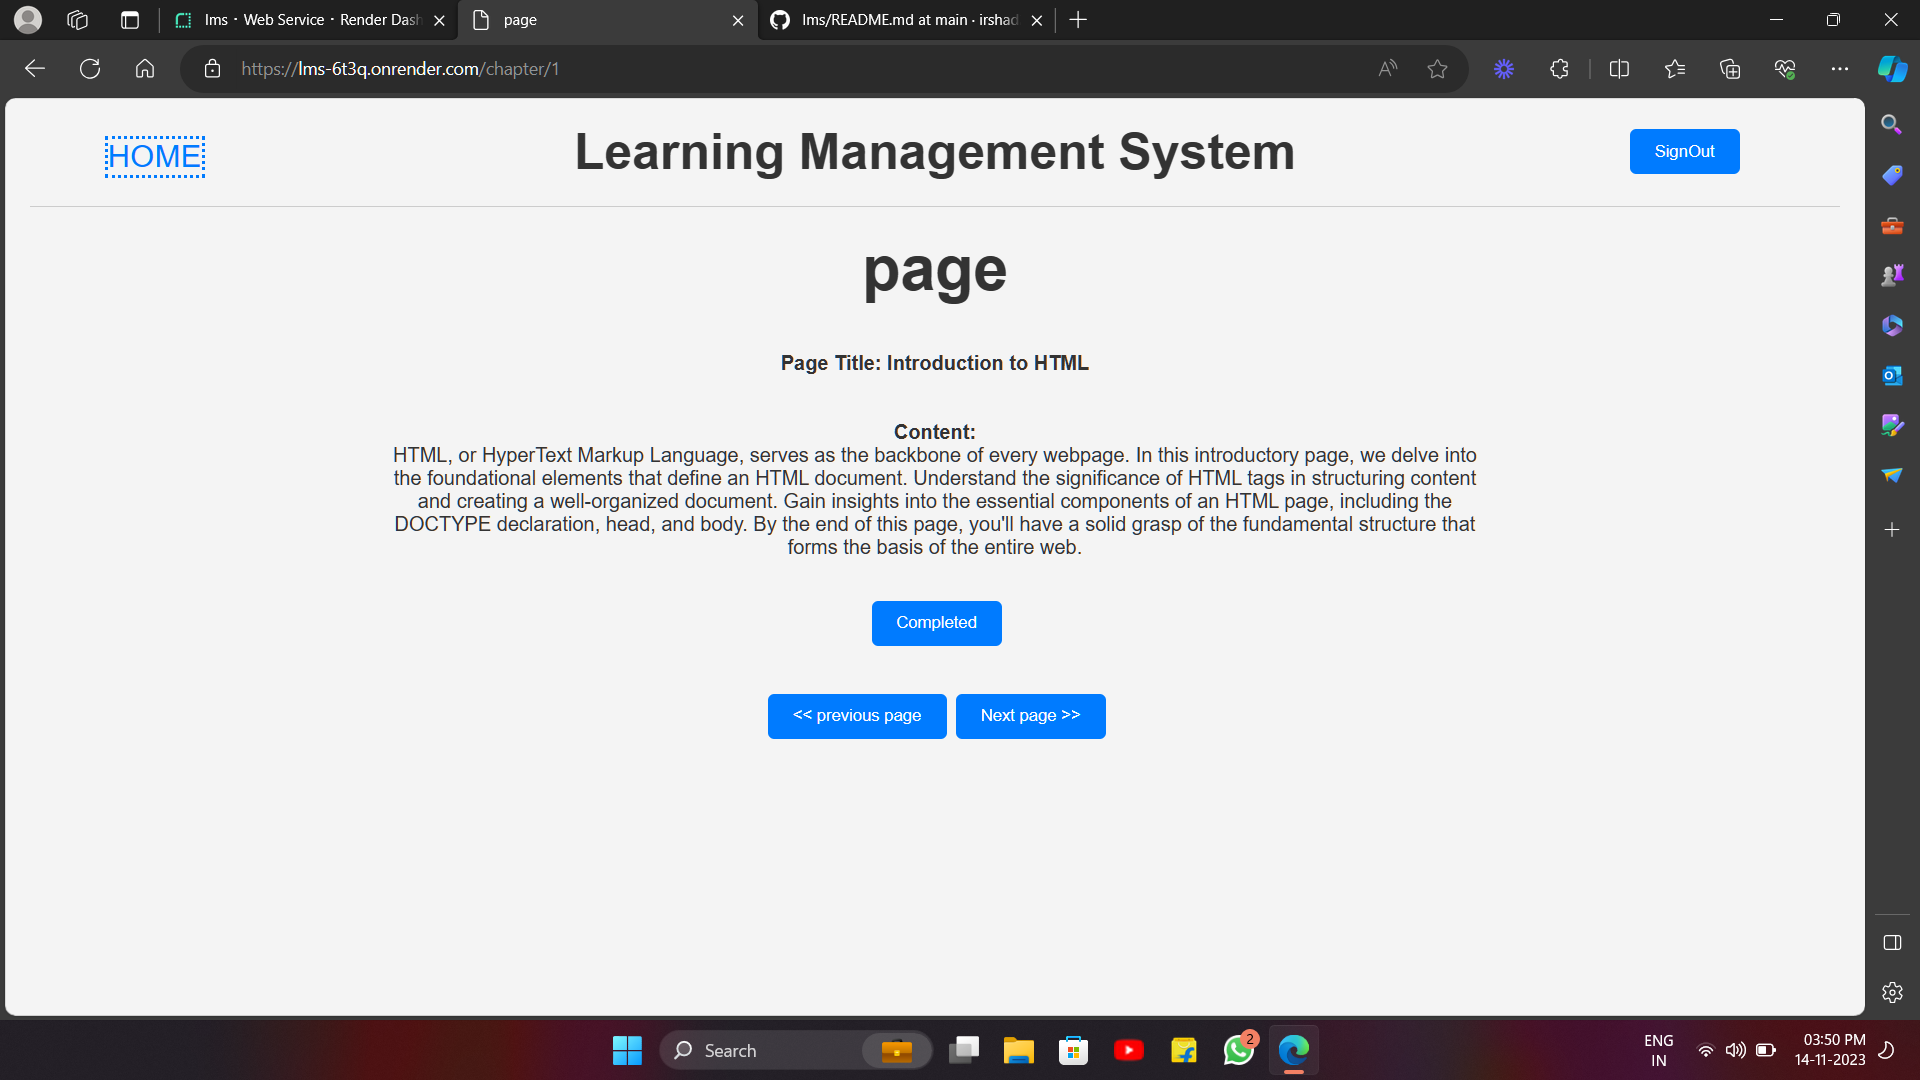 lms · Web Service · Render Dash
page
lms/README.md at main · irshad
https://lms-6t3q.onrender.com/chapter/1
HOME
Learning Management System
SignOut
page
Page Title: Introduction to HTML
Content:
HTML, or HyperText Markup Language, serves as the backbone of every webpage. In this introductory page, we delve into
the foundational elements that define an HTML document. Understand the significance of HTML tags in structuring content
and creating a well-organized document. Gain insights into the essential components of an HTML page, including the
DOCTYPE declaration, head, and body. By the end of this page, you'll have a solid grasp of the fundamental structure that
forms the basis of the entire web.
Completed
<< previous page
Next page >>
Search
2
ENG
IN
03:50 PM
14-11-2023